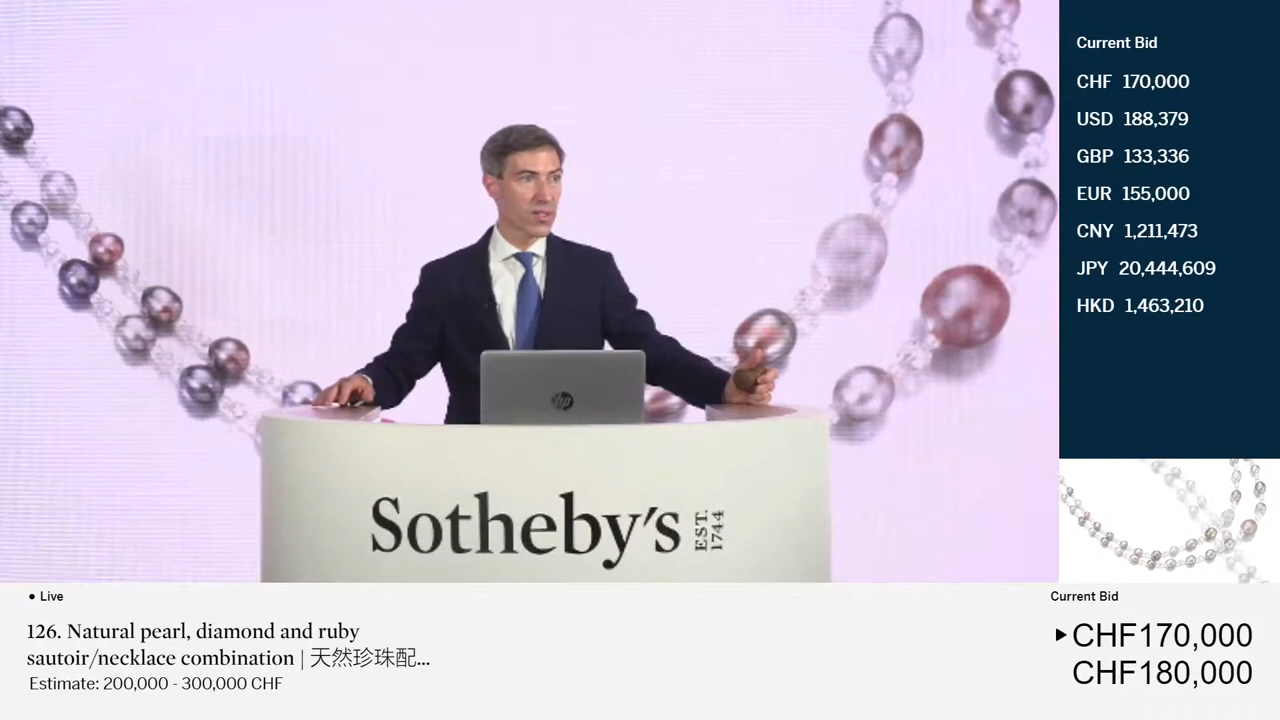 Current Bid
CHF 170,000
USD 188,379
GBP 133,336
EUR 155,000
CNY 1,211,473
JPY 20,444,609
HKD 1,463,210
hp
Sotheby's EST. 1744
• Live
126. Natural pearl, diamond and ruby
sautoir/necklace combination | 天然珍珠配...
Estimate: 200,000 - 300,000 CHF
Current Bid
CHF170,000
CHF180,000